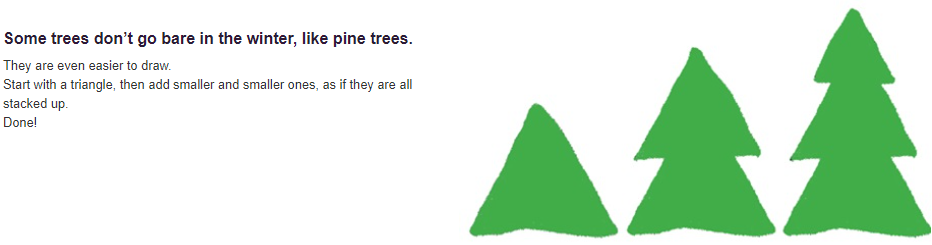 Some trees don’t go bare in the winter, like pine trees.
They are even easier to draw.
Start with a triangle, then add smaller and smaller ones, as if they are all
stacked up.
Done!